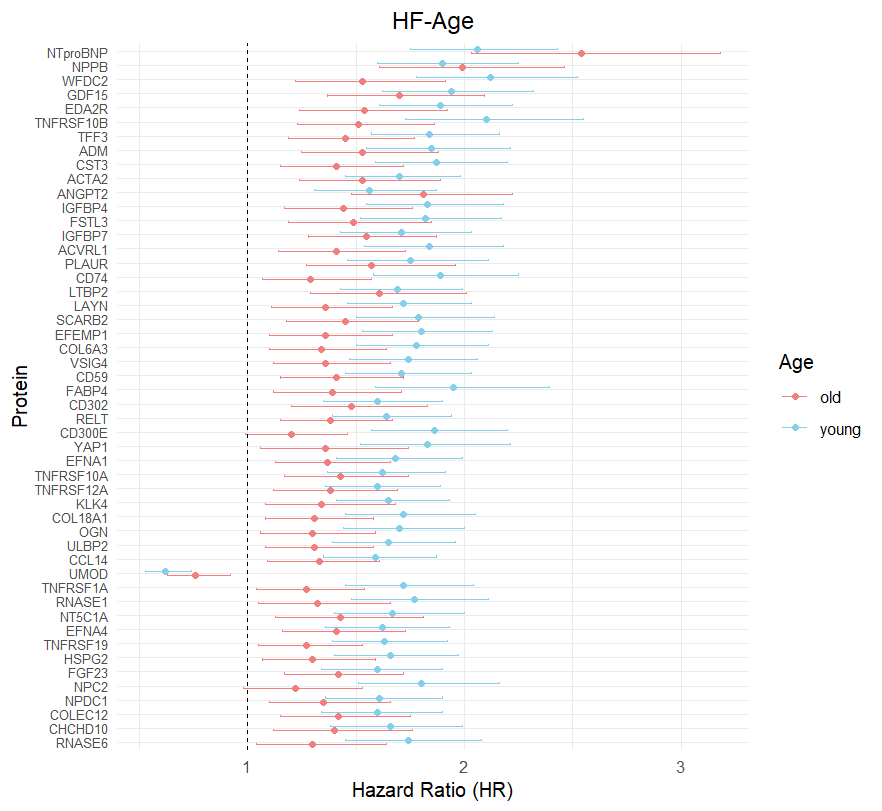 HF-Age
NTproBNP
NPPB
WFDC2
GDF15
EDA2R
TNFRSF10B
TFF3
ADM
CST3
ACTA2
ANGPT2
IGFBP4
FSTL3
IGFBP7
ACVRL1
PLAUR
CD74
LTBP2
LAYN
SCARB2
EFEMP1
COL6A3
VSIG4
CD59
FABP4
CD302
RELT
CD300E
YAP1
EFNA1
TNFRSF10A
TNFRSF12A
KLK4
COL18A1
OGN
ULBP2
CCL14
UMOD
TNFRSF1A
RNASE1
NT5C1A
EFNA4
TNFRSF19
HSPG2
FGF23
NPC2
NPDC1
COLEC12
CHCHD10
RNASE6
Protein
1 2 3
Hazard Ratio (HR)
Age
old
young